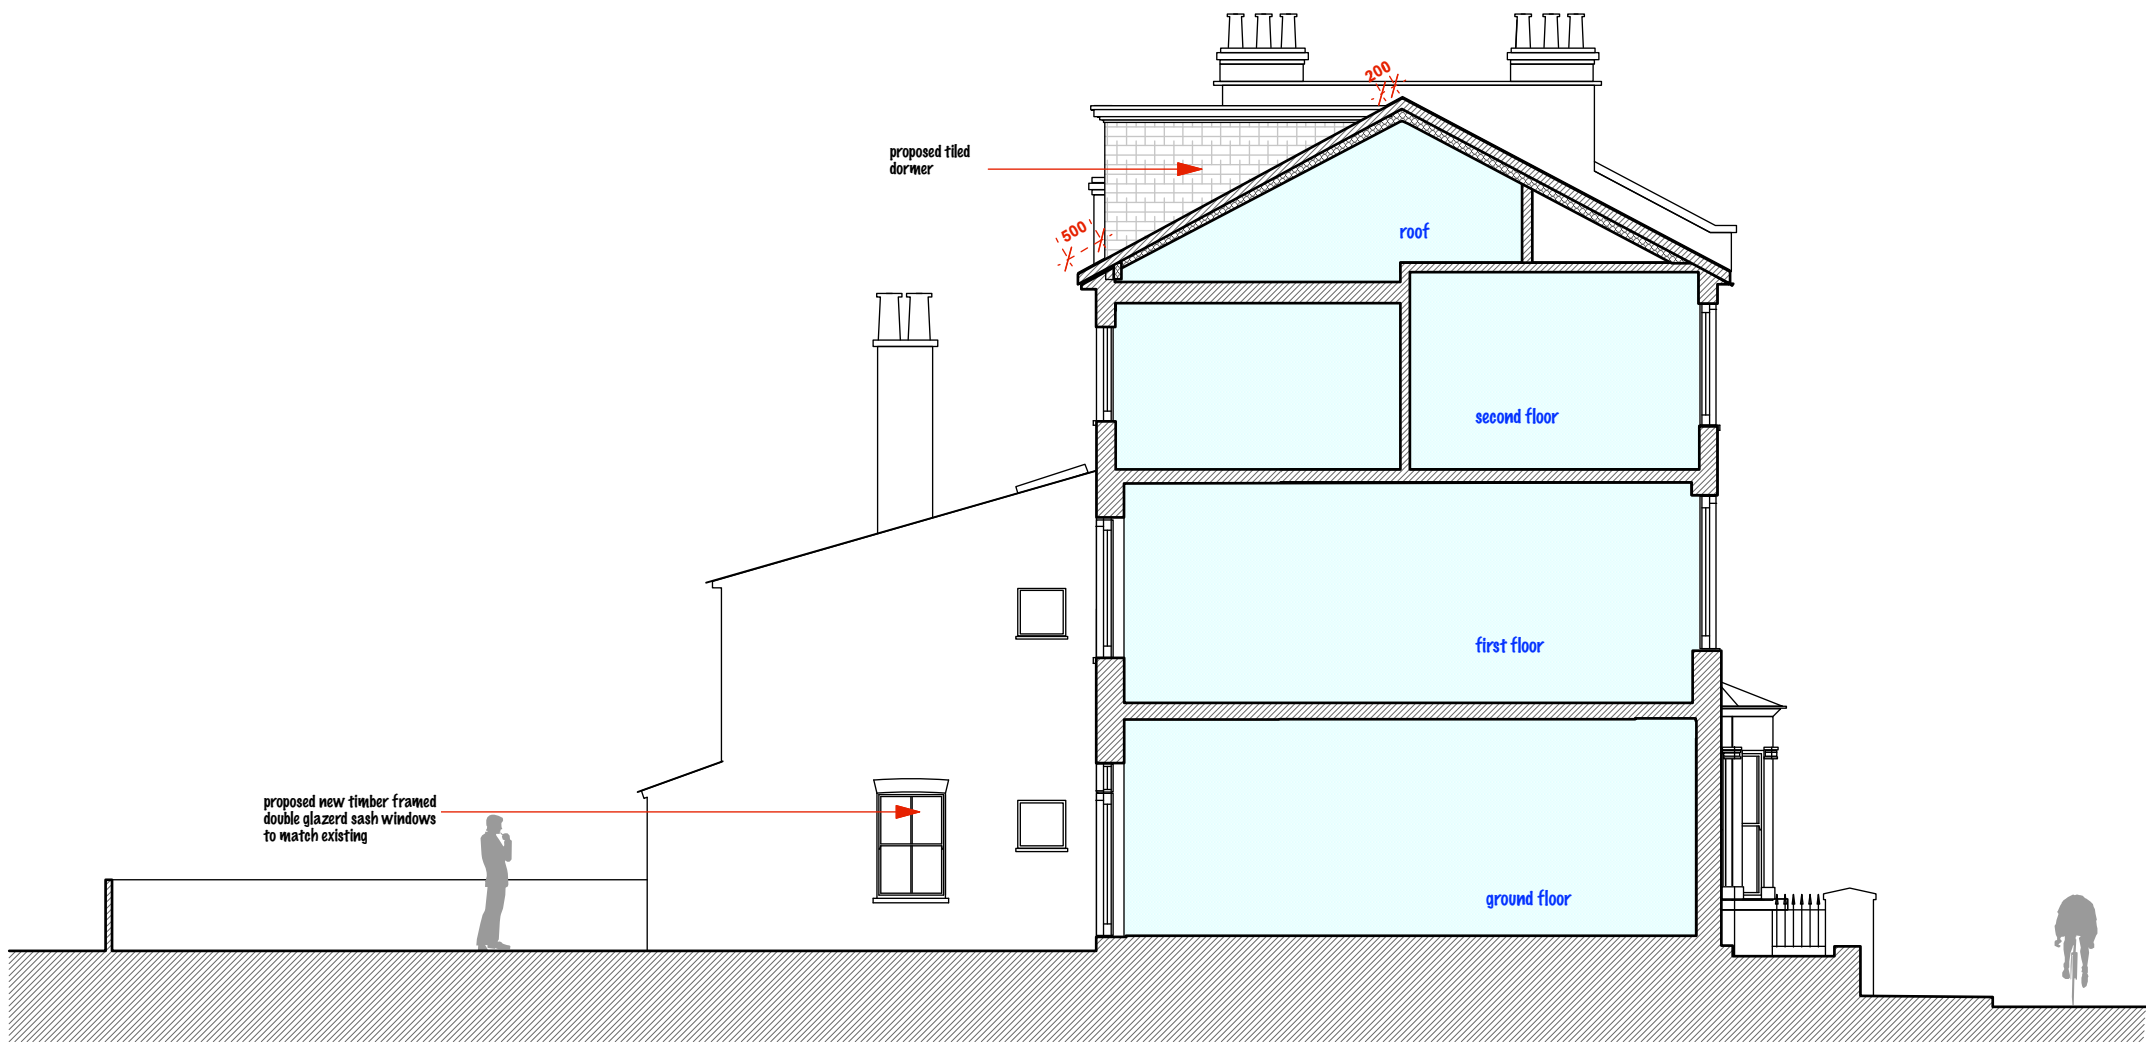 200
proposed tiled
dormer
500
roof
second floor
first floor
proposed new timber framed
double glazerd sash windows
to match existing
ground floor